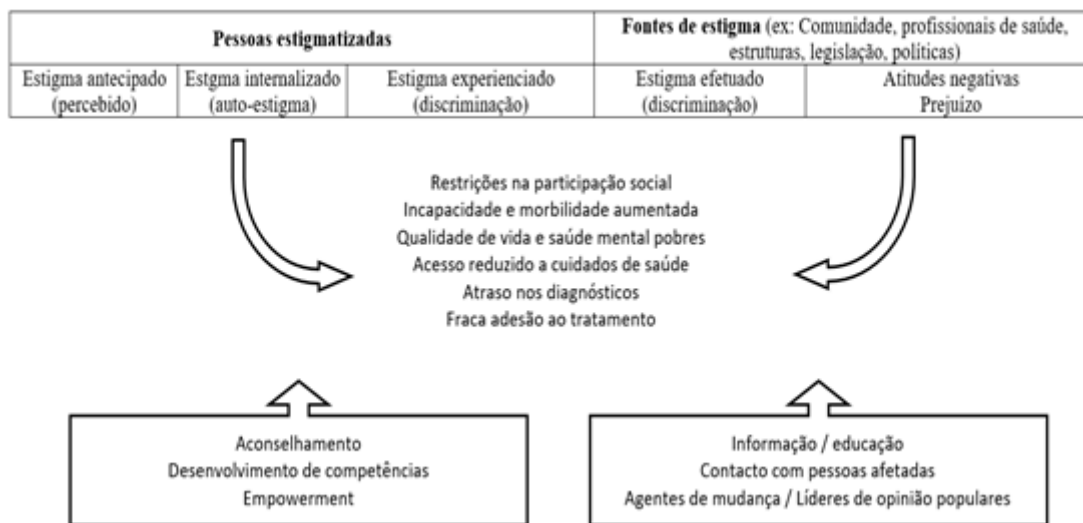 Pessoas estigmatizadas
Fontes de estigma (ex: Comunidade, profissionais de saúde,
estruturas, legislação, políticas)
Estigma antecipado
(percebido)
Estgma internalizado
(auto-estigma)
Estigma experienciado
(discriminação)
Estigma efetuado
(discriminação)
Atitudes negativas
Prejuízo
Restrições na participação social
Incapacidade e morbilidade aumentada
Qualidade de vida e saúde mental pobres
Acesso reduzido a cuidados de saúde
Atraso nos diagnósticos
Fraca adesão ao tratamento
Aconselhamento
Desenvolvimento de competências
Empowerment
Informação / educação
Contacto com pessoas afetadas
Agentes de mudança / Líderes de opinião populares